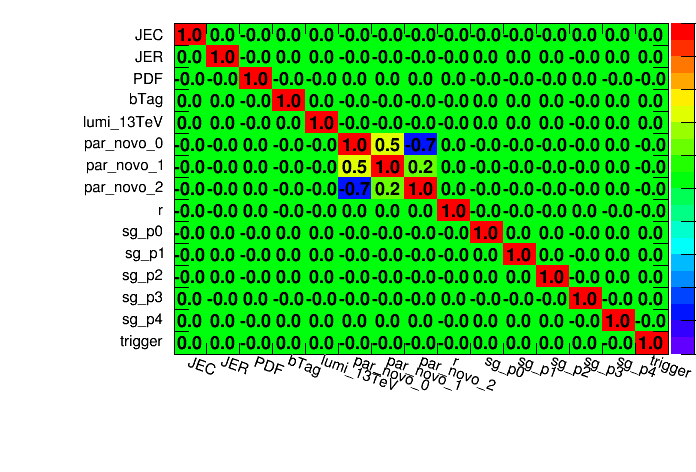 JEC 1.0 0.0 -0.0 0.0 0.0 -0.0 -0.0 -0.0 -0.0 0.0 0.0 0.0 -0.0 0.0 0.0
JER 0.0 1.0 -0.0 0.0 0.0 -0.0 -0.0 -0.0 -0.0 0.0 0.0 0.0 -0.0 0.0 0.0
PDF -0.0 -0.0 1.0 -0.0 -0.0 0.0 0.0 0.0 0.0 -0.0 -0.0 -0.0 0.0 -0.0 -0.0
bTag 0.0 0.0 -0.0 1.0 0.0 -0.0 -0.0 -0.0 -0.0 0.0 0.0 0.0 -0.0 0.0 0.0
lumi_13TeV 0.0 0.0 -0.0 0.0 1.0 -0.0 -0.0 -0.0 -0.0 0.0 0.0 0.0 -0.0 0.0 0.0
par_novo_0 -0.0 -0.0 0.0 -0.0 -0.0 1.0 0.5 -0.7 0.0 -0.0 -0.0 -0.0 0.0 -0.0 -0.0
par_novo_1 -0.0 -0.0 0.0 -0.0 -0.0 0.5 1.0 0.2 0.0 -0.0 -0.0 -0.0 0.0 -0.0 -0.0
par_novo_2 -0.0 -0.0 0.0 -0.0 -0.0 -0.7 0.2 1.0 0.0 -0.0 -0.0 -0.0 0.0 -0.0 -0.0
r -0.0 -0.0 0.0 -0.0 -0.0 0.0 0.0 0.0 1.0 -0.0 -0.0 -0.0 -0.0 -0.0 -0.0
sg_p0 0.0 0.0 -0.0 0.0 0.0 -0.0 -0.0 -0.0 -0.0 1.0 0.0 0.0 -0.0 0.0 0.0
sg_p1 0.0 0.0 -0.0 0.0 0.0 -0.0 -0.0 -0.0 -0.0 0.0 1.0 0.0 -0.0 0.0 0.0
sg_p2 0.0 0.0 -0.0 0.0 0.0 -0.0 -0.0 -0.0 -0.0 0.0 0.0 1.0 -0.0 0.0 0.0
sg_p3 -0.0 -0.0 0.0 -0.0 -0.0 0.0 0.0 0.0 -0.0 -0.0 -0.0 -0.0 1.0 -0.0 0.0
sg_p4 0.0 0.0 -0.0 0.0 0.0 -0.0 -0.0 -0.0 -0.0 0.0 0.0 0.0 -0.0 1.0 -0.0
trigger 0.0 0.0 -0.0 0.0 0.0 -0.0 -0.0 -0.0 -0.0 0.0 0.0 0.0 0.0 -0.0 1.0
JEC JER PDF bTag lumi_13TeV par_novo_0 par_novo_1 par_novo_2 r sg_p0 sg_p1 sg_p2 sg_p3 sg_p4 trigger